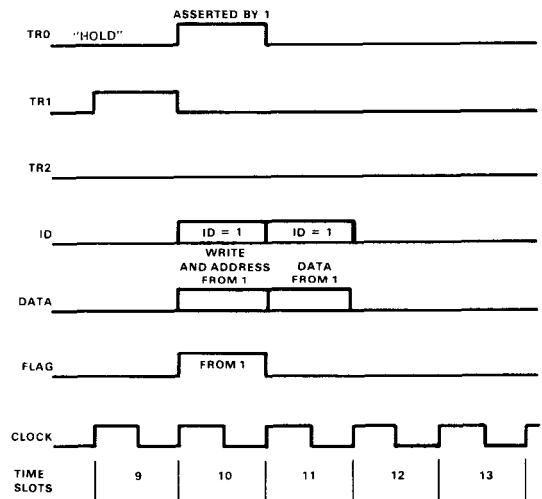 ASSERTED BY 1
TR0 "HOLD"
TR1
TR2
ID ID = 1 ID = 1
WRITE
AND ADDRESS DATA
FROM 1 FROM 1
DATA
FLAG FROM 1
CLOCK
TIME 9 10 11 12 13
SLOTS